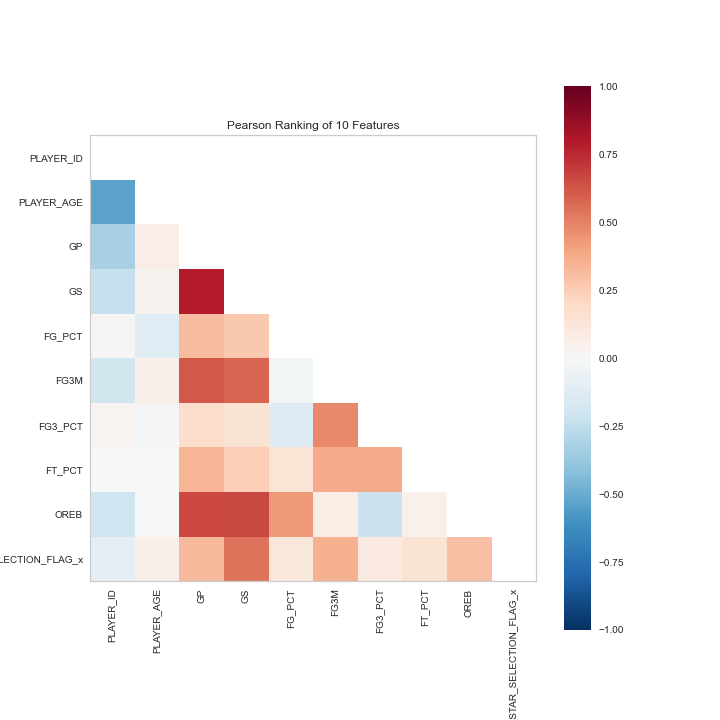 Pearson Ranking of 10 Features
PLAYER_ID
PLAYER_AGE
GP
GS
FG_PCT
FG3M
FG3_PCT
FT_PCT
OREB
LECTION_FLAG_x
PLAYER_ID
PLAYER_AGE
GP
GS
FG_PCT
FG3M
FG3_PCT
FT_PCT
OREB
STAR_SELECTION_FLAG_x
1.00
0.75
0.50
0.25
0.00
−0.25
−0.50
−0.75
−1.00